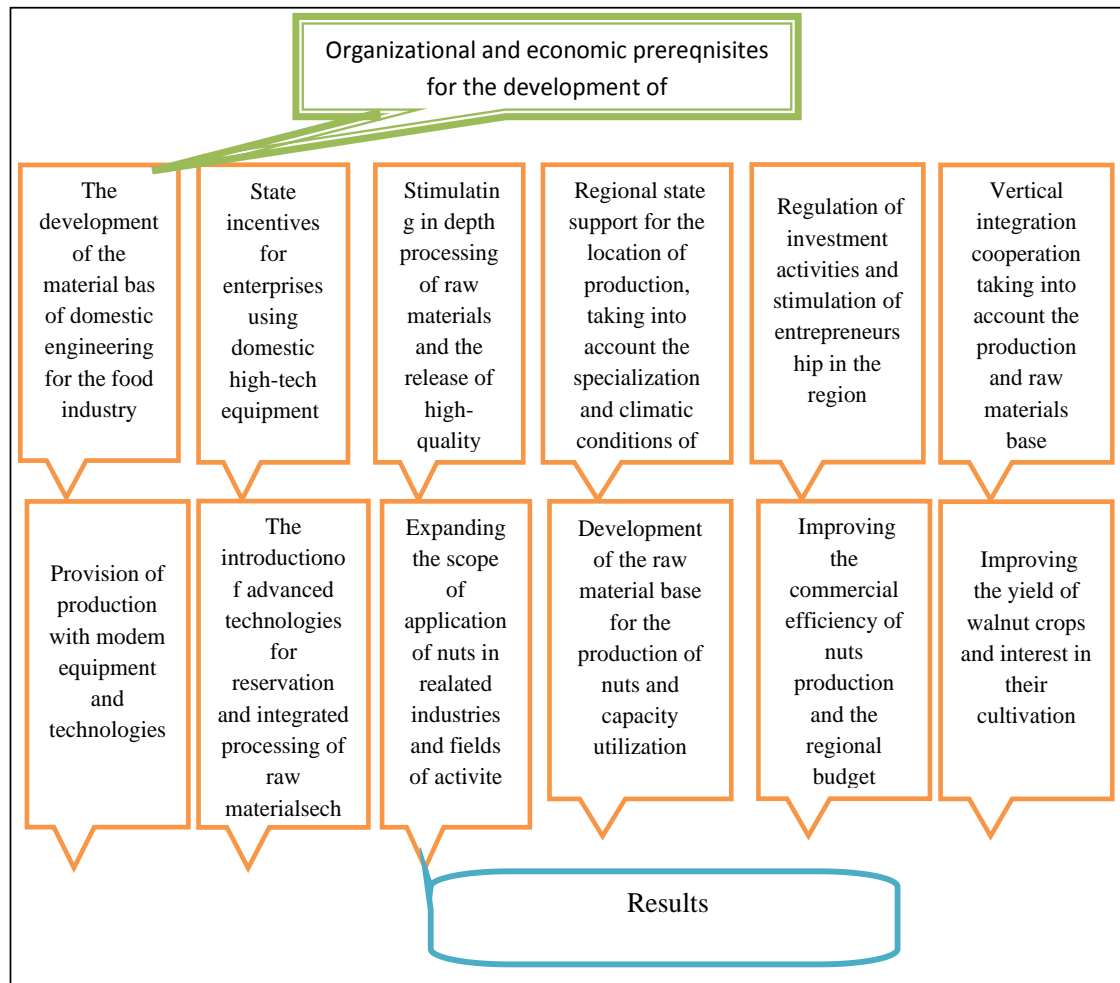 Organizational and economic prereqnisites
for the development of
The
development
of the
material bas
of domestic
engineering
for the food
industry
State
incentives
for
enterprises
using
domestic
high-tech
equipment
Stimulatin
g in depth
processing
of raw
materials
and the
release of
high-
quality
Regional state
support for the
location of
production,
taking into
account the
specialization
and climatic
conditions of
Regulation of
investment
activities and
stimulation of
entrepreneurs
hip in the
region
Vertical
integration
cooperation
taking into
account the
production
and raw
materials
base
Provision of
production
with modem
equipment
and
technologies
The
introductiono
f advanced
technologies
for
reservation
and integrated
processing of
raw
materialsech
Expanding
the scope
of
application
of nuts in
realated
industries
and fields
of activite
Development
of the raw
material base
for the
production of
nuts and
capacity
utilization
Improving
the
commercial
efficiency of
nuts
production
and the
regional
budget
Improving
the yield of
walnut crops
and interest in
their
cultivation
Results